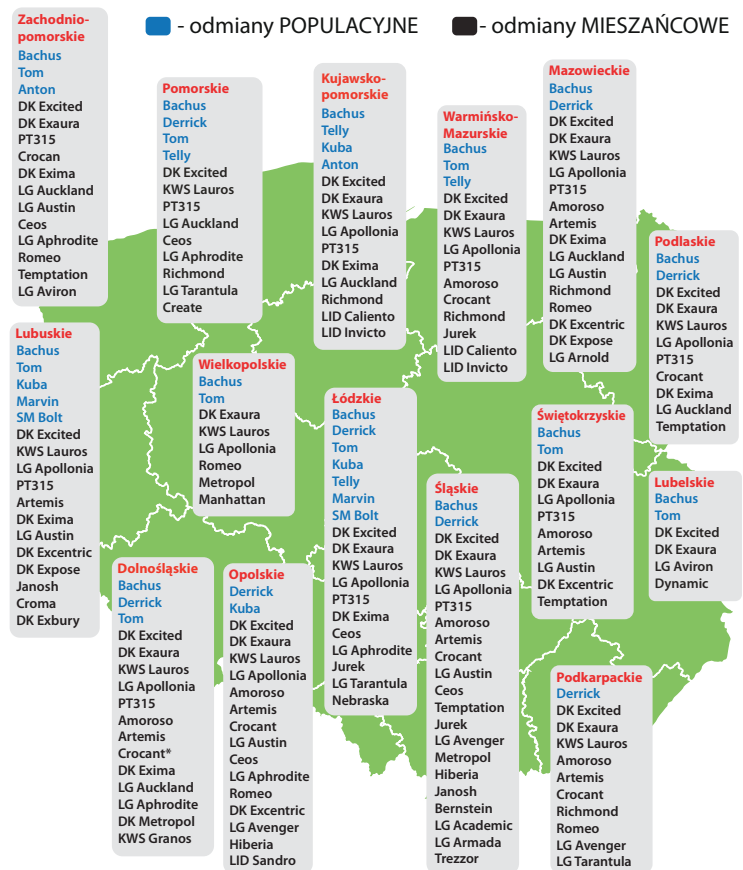 - odmiany POPULACYJNE
- odmiany MIESZAŃCOWE
Zachodnio-
pomorskie
Bachus
Tom
Anton
DK Excited
DK Exaura
PT315
Crocan
DK Exima
LG Auckland
LG Austin
Ceos
LG Aphrodite
Romeo
Temptation
LG Aviron
Pomorskie
Bachus
Derrick
Tom
Telly
DK Excited
KWS Lauros
PT315
LG Auckland
Ceos
LG Aphrodite
Richmond
LG Tarantula
Create
Kujawsko-
pomorskie
Bachus
Telly
Kuba
Anton
DK Excited
DK Exaura
KWS Lauros
LG Apollonia
PT315
DK Exima
LG Auckland
Richmond
LID Caliento
LID Invicto
Warmińsko-
Mazurskie
Bachus
Tom
Telly
DK Excited
DK Exaura
KWS Lauros
LG Apollonia
PT315
Amoroso
Crocant
Richmond
Jurek
LID Caliento
LID Invicto
Mazowieckie
Bachus
Derrick
DK Excited
DK Exaura
KWS Lauros
LG Apollonia
PT315
Amoroso
Artemis
DK Exima
LG Auckland
LG Austin
Richmond
Romeo
DK Excentric
DK Expose
LG Arnold
Podlaskie
Bachus
Derrick
DK Excited
DK Exaura
KWS Lauros
LG Apollonia
PT315
Crocant
DK Exima
LG Auckland
Temptation
Lubuskie
Bachus
Tom
Kuba
Marvin
SM Bolt
DK Excited
KWS Lauros
LG Apollonia
PT315
Artemis
DK Exima
LG Austin
DK Excentric
DK Expose
Janosh
Croma
DK Exbury
Wielkopolskie
Bachus
Tom
DK Exaura
KWS Lauros
LG Apollonia
Romeo
Metropol
Manhattan
Łódzkie
Bachus
Derrick
Tom
Kuba
Telly
Marvin
SM Bolt
DK Excited
DK Exaura
KWS Lauros
LG Apollonia
PT315
DK Exima
Ceos
LG Aphrodite
Jurek
LG Tarantula
Nebraska
Świętokrzyskie
Bachus
Tom
DK Excited
DK Exaura
LG Apollonia
PT315
Amoroso
Artemis
LG Austin
DK Excentric
Temptation
Lubelskie
Bachus
Tom
DK Excited
DK Exaura
LG Aviron
Dynamic
Dolnośląskie
Bachus
Derrick
Tom
DK Excited
DK Exaura
KWS Lauros
LG Apollonia
PT315
Amoroso
Artemis
Crocant*
DK Exima
LG Auckland
LG Aphrodite
DK Metropol
KWS Granos
Opolskie
Derrick
Kuba
DK Excited
DK Exaura
KWS Lauros
LG Apollonia
Amoroso
Artemis
Crocant
LG Austin
Ceos
LG Aphrodite
Romeo
DK Excentric
LG Avenger
Hiberia
LID Sandro
Śląskie
Bachus
Derrick
DK Excited
DK Exaura
KWS Lauros
LG Apollonia
PT315
Amoroso
Artemis
Crocant
LG Austin
Ceos
Temptation
Jurek
LG Avenger
Metropol
Hiberia
Janosh
Bernstein
LG Academic
LG Armada
Trezzor
Podkarpackie
Derrick
DK Excited
DK Exaura
KWS Lauros
Amoroso
Artemis
Crocant
Richmond
Romeo
LG Avenger
LG Tarantula